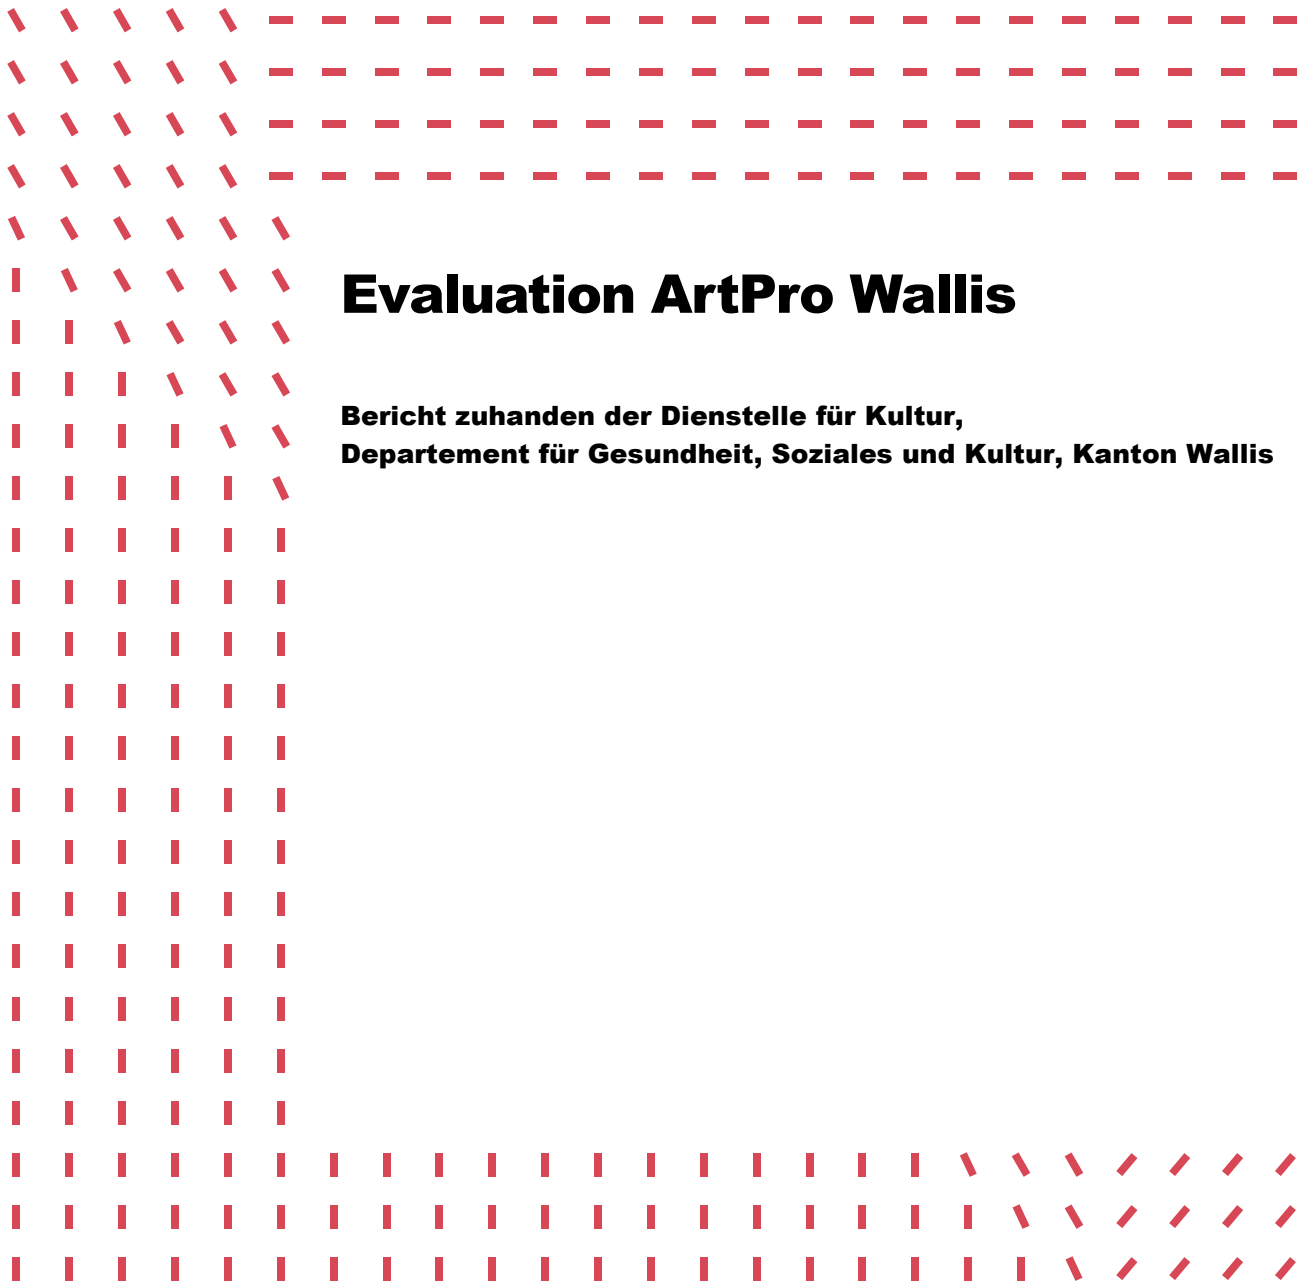 Evaluation ArtPro Wallis
Bericht zuhanden der Dienstelle für Kultur,
Departement für Gesundheit, Soziales und Kultur, Kanton Wallis